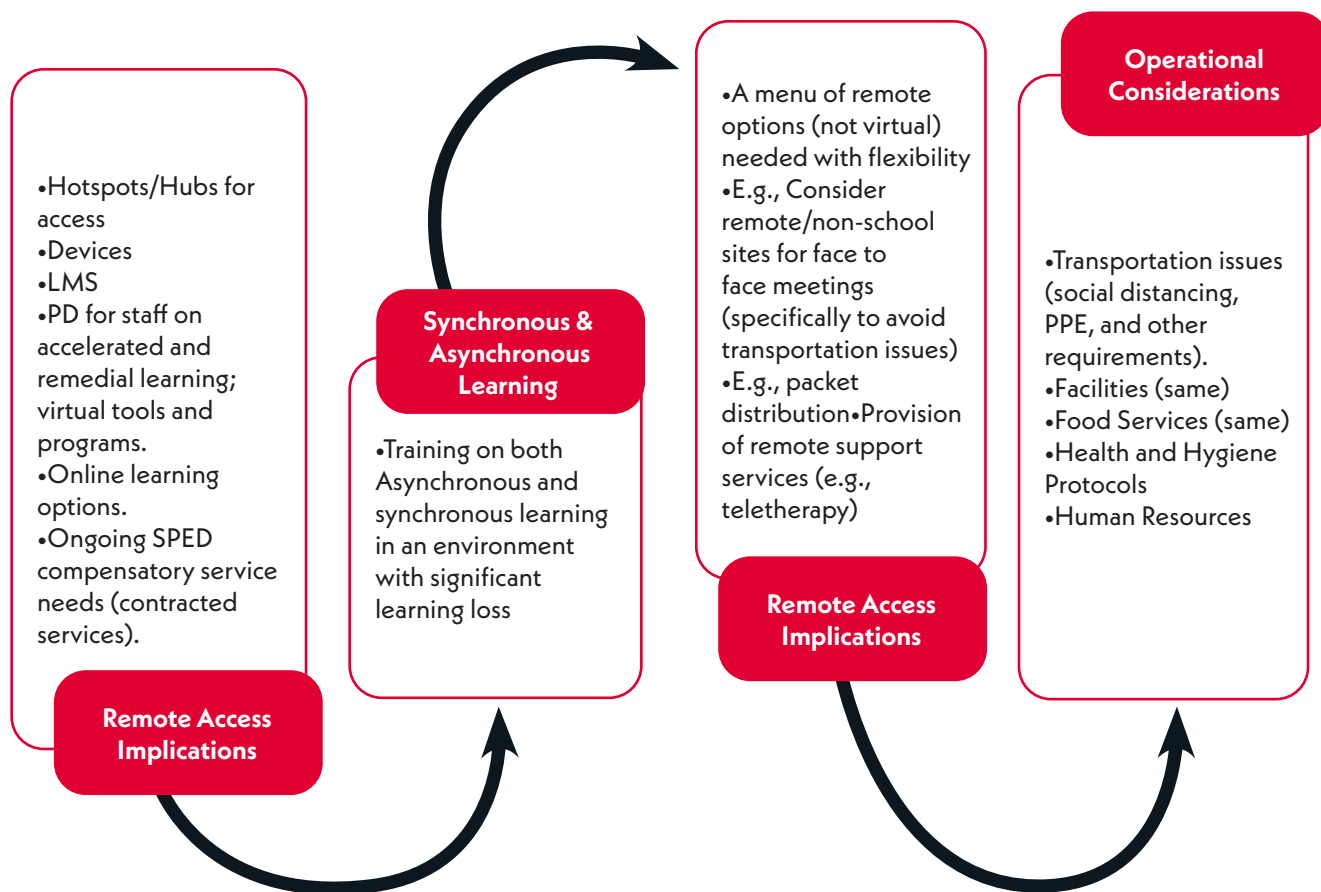 •Hotspots/Hubs for
access
•Devices
•LMS
•PD for staff on
accelerated and
remedial learning;
virtual tools and
programs.
•Online learning
options.
•Ongoing SPED
compensatory service
needs (contracted
services).
Remote Access
Implications
Synchronous &
Asynchronous
Learning
•Training on both
Asynchronous and
synchronous learning
in an environment
with significant
learning loss
•A menu of remote
options (not virtual)
needed with flexibility
•E.g., Consider
remote/non-school
sites for face to
face meetings
(specifically to avoid
transportation issues)
•E.g., packet
distribution•Provision
of remote support
services (e.g.,
teletherapy)
Remote Access
Implications
Operational
Considerations
•Transportation issues
(social distancing,
PPE, and other
requirements).
•Facilities (same)
•Food Services (same)
•Health and Hygiene
Protocols
•Human Resources